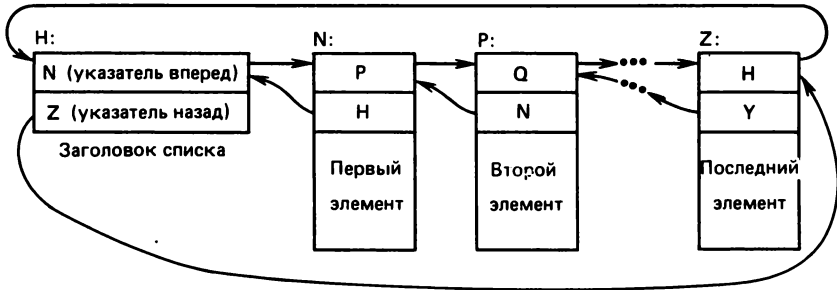 H: N: P: Z:
N (указатель вперед) P Q ••• H
Z (указатель назад) H N ••• Y
Заголовок списка
Первый Второй Последний
элемент элемент элемент